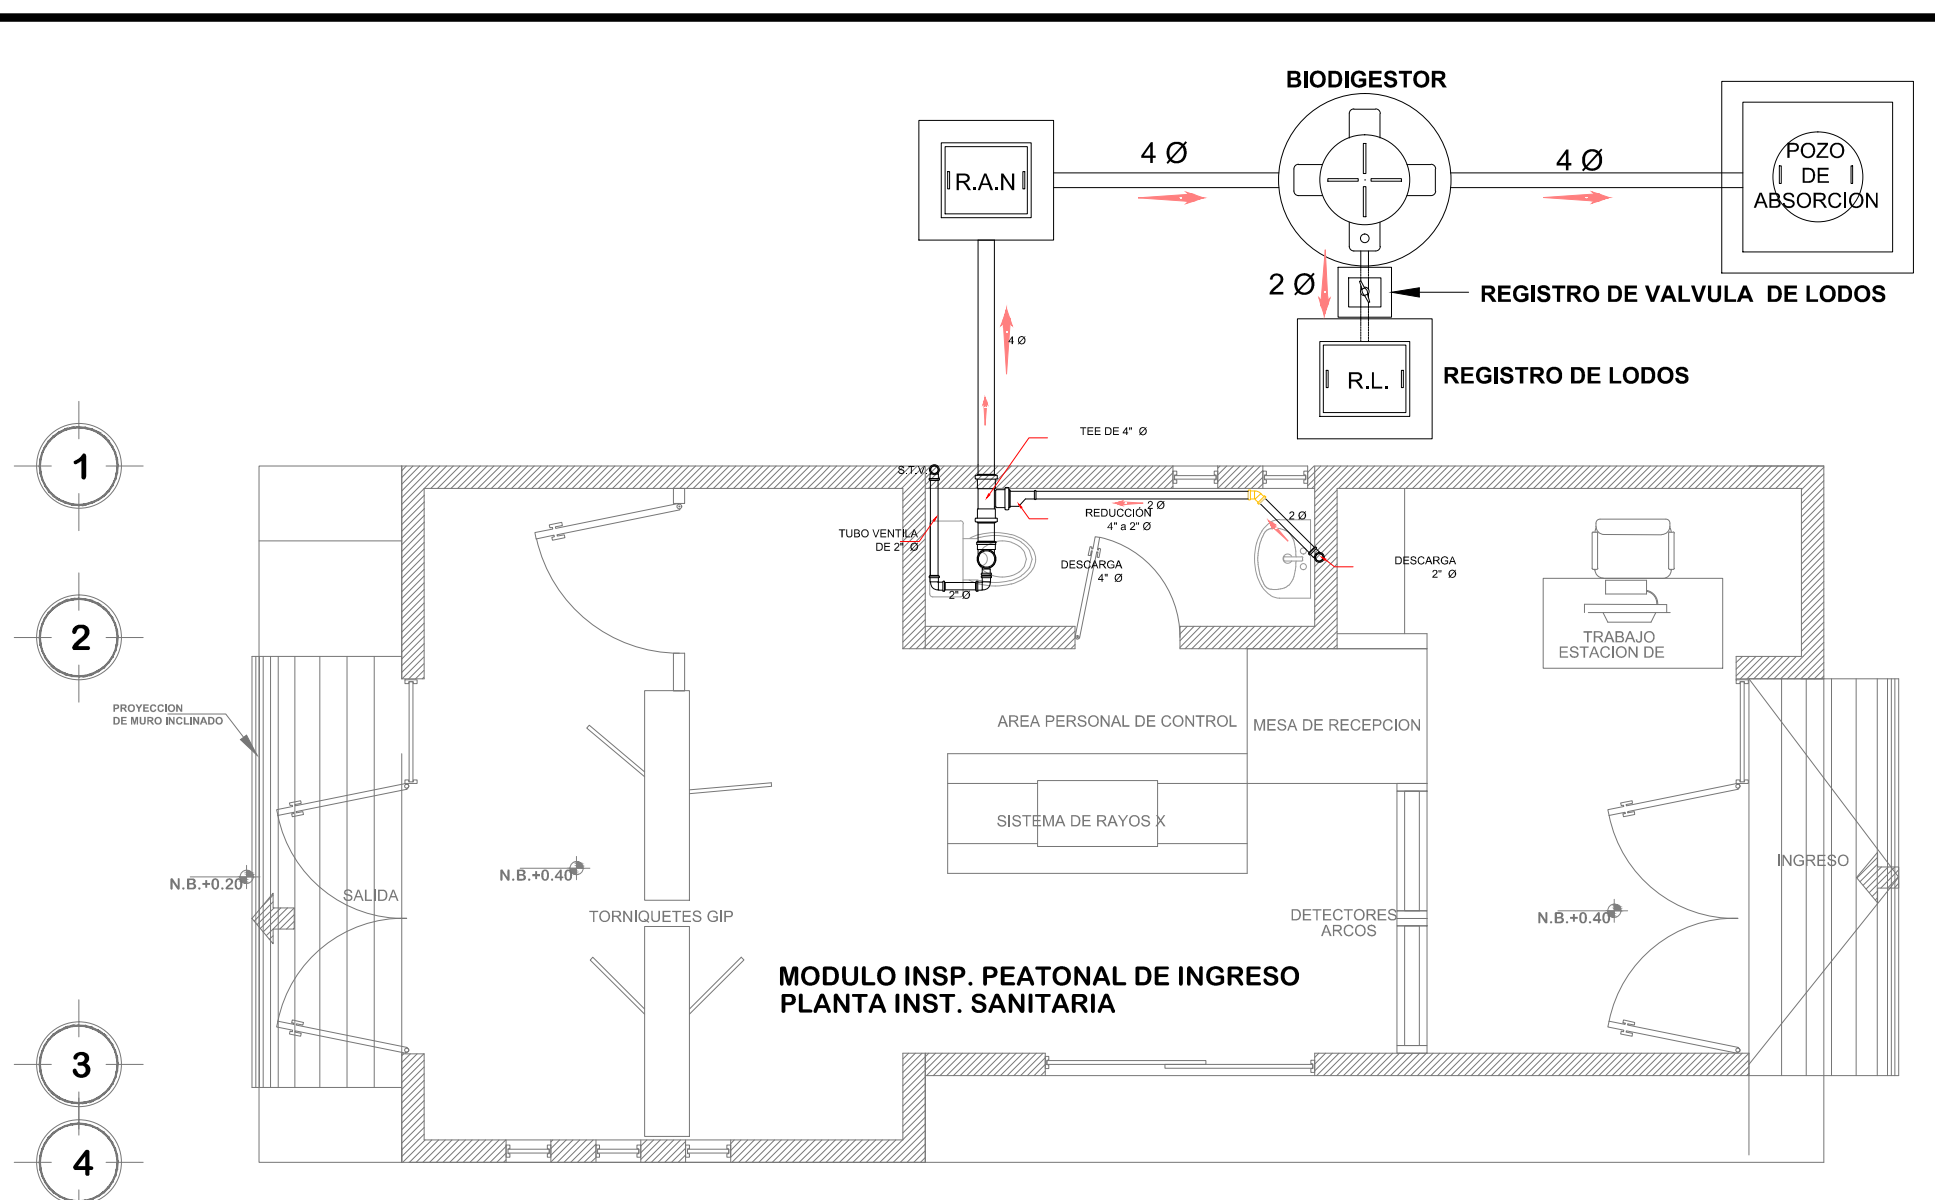 BIODIGESTOR
4 Ø
4 Ø
R.A.N
POZO
DE
ABSORCION
2 Ø
REGISTRO DE VALVULA  DE LODOS
4 Ø
R.L.
REGISTRO DE LODOS
TEE DE 4"  Ø
1
S.T.V.
2 Ø
REDUCCIÓN
4" a 2" Ø
2 Ø
TUBO VENTILA
DE 2"  Ø
DESCARGA
4"  Ø
DESCARGA
2"  Ø
2" Ø
2
TRABAJO
ESTACION DE
PROYECCION
DE MURO INCLINADO
AREA PERSONAL DE CONTROL
MESA DE RECEPCION
SISTEMA DE RAYOS X
INGRESO
N.B.+0.20
N.B.+0.40
SALIDA
TORNIQUETES GIP
DETECTORES
ARCOS
N.B.+0.40
MODULO INSP. PEATONAL DE INGRESO
PLANTA INST. SANITARIA
3
4